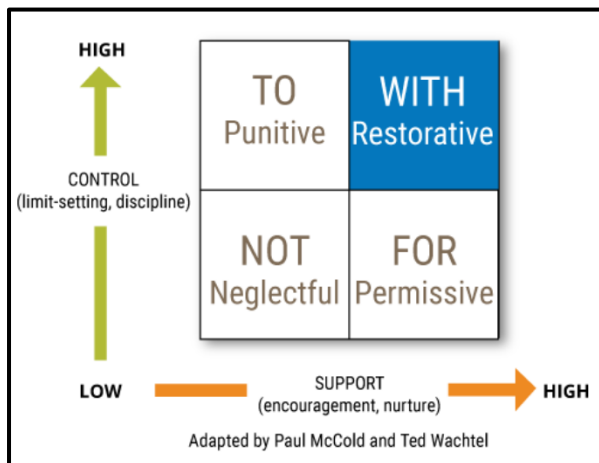 HIGH
TO
Punitive
WITH
Restorative
CONTROL
(limit-setting, discipline)
NOT
Neglectful
FOR
Permissive
LOW
SUPPORT
(encouragement, nurture)
HIGH
Adapted by Paul McCold and Ted Wachtel